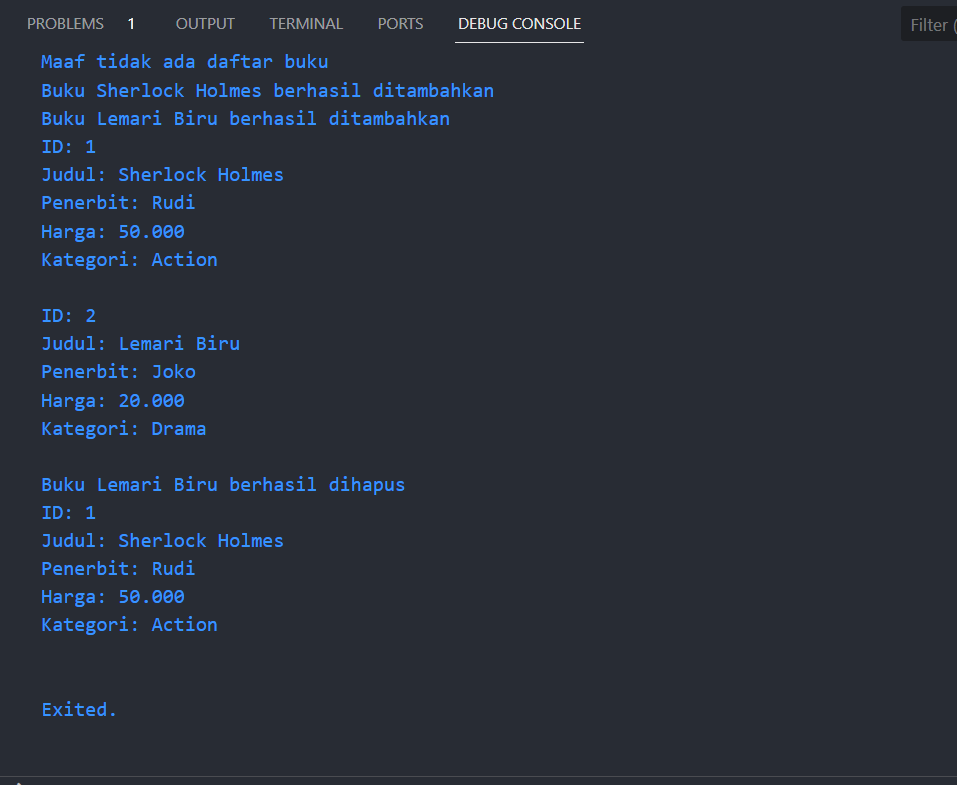 PROBLEMS 1 OUTPUT TERMINAL PORTS DEBUG CONSOLE Filter (
Maaf tidak ada daftar buku
Buku Sherlock Holmes berhasil ditambahkan
Buku Lemari Biru berhasil ditambahkan
ID: 1
Judul: Sherlock Holmes
Penerbit: Rudi
Harga: 50.000
Kategori: Action
ID: 2
Judul: Lemari Biru
Penerbit: Joko
Harga: 20.000
Kategori: Drama
Buku Lemari Biru berhasil dihapus
ID: 1
Judul: Sherlock Holmes
Penerbit: Rudi
Harga: 50.000
Kategori: Action
Exited.